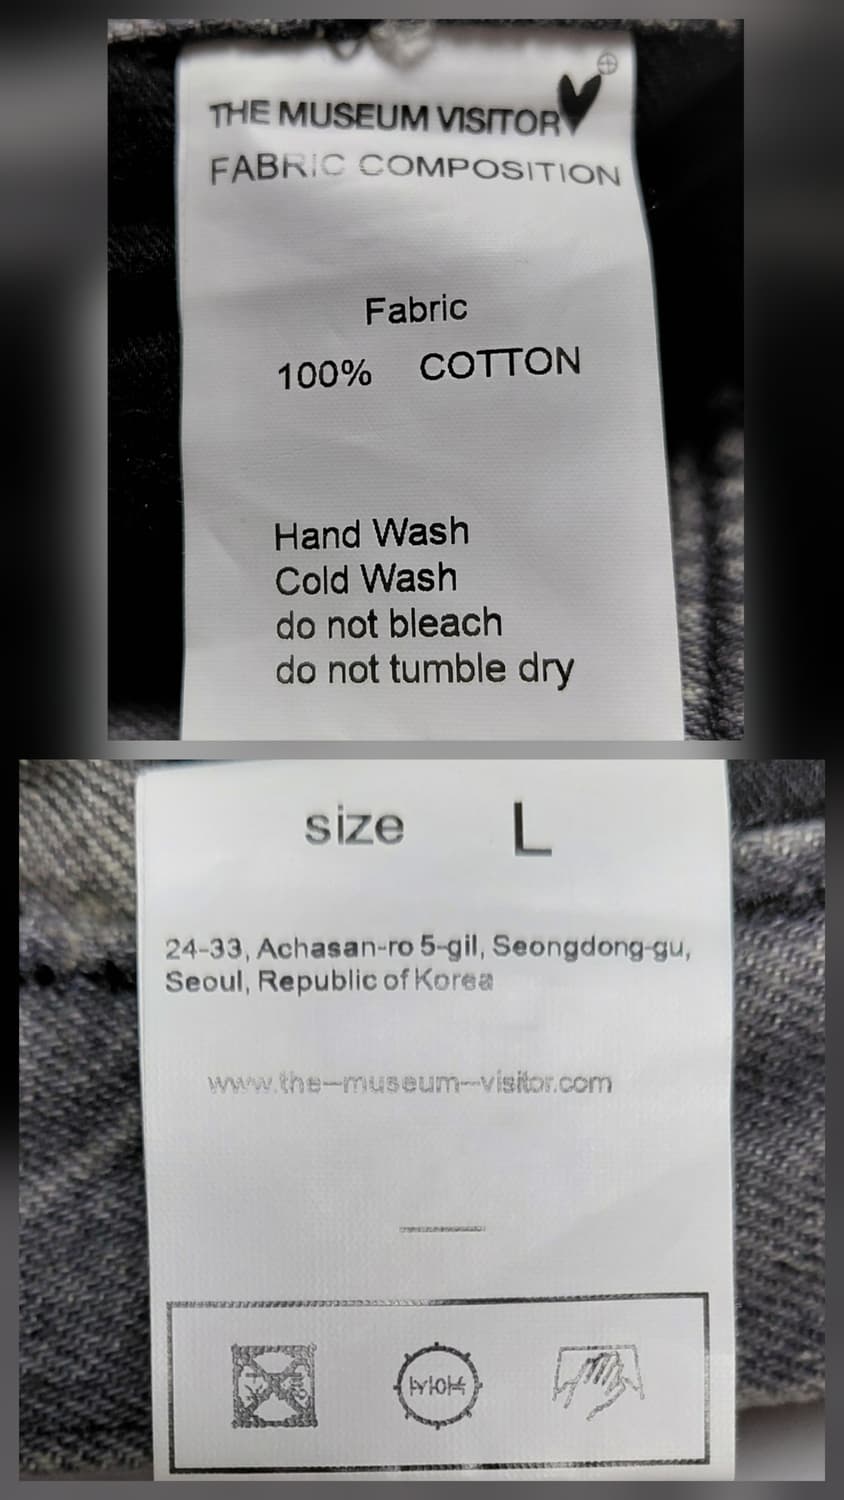 THE MUSEUM VISITOR
FABRIC COMPOSITION
Fabric
100% COTTON
Hand Wash
Cold Wash
do not bleach
do not tumble dry
size L
24-33, Achasan-ro 5-gil, Seongdong-gu,
Seoul, Republic of Korea
www.the-museum-visitor.com